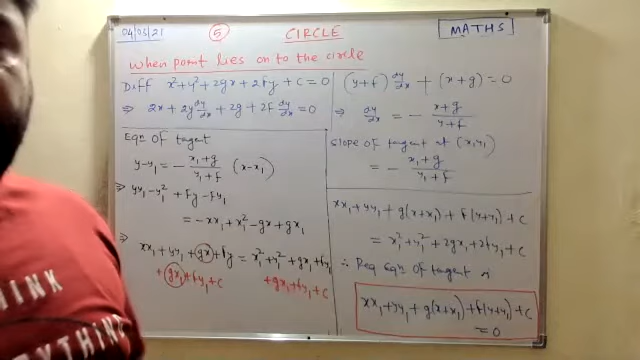 04/03/21
5
CIRCLE
MATHS
When point lies on to the circle
Diff x²+y²+2gx+2Fy+C=0
⇒ 2x+2y dy/dx +2g+2F dy/dx =0
(y+f) dy/dx + (x+g)=0
⇒ dy/dx = - (x+g)/(y+f)
Slope of tangent at (x₁y₁)
= - (x₁+g)/(y₁+f)
Eqn Of tangent
y-y₁ = - (x₁+g)/(y₁+f) (x-x₁)
⇒ yy₁-y₁²+Fy-Fy₁
= -xx₁+x₁²-gx+gx₁
⇒ xx₁+yy₁+gx+fy = x₁²+y₁²+gx₁+fy₁
+gx₁+fy₁+C +gx₁+fy₁+C
xx₁+yy₁+g(x+x₁)+f(y+y₁)+C
= x₁²+y₁²+2gx₁+2fy₁+C
∴ Req Eqn Of tangent is
xx₁+yy₁+g(x+x₁)+f(y+y₁)+C
=0
THINK
EVERYTHING